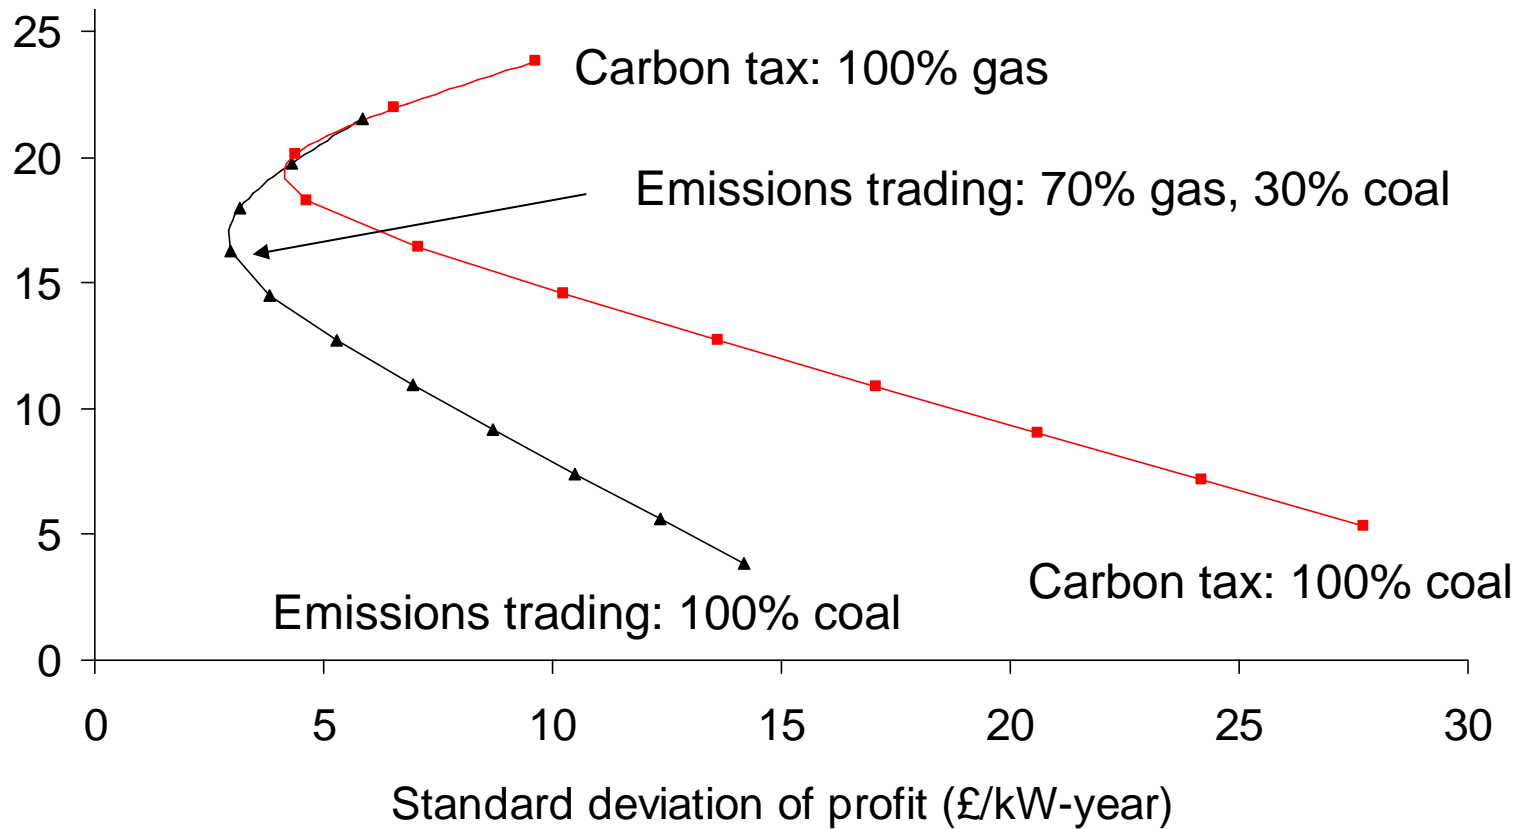 25
Carbon tax: 100% gas
20
Emissions trading: 70% gas, 30% coal
15
10
5
Carbon tax: 100% coal
Emissions trading: 100% coal
0
0 5 10 15 20 25 30
Standard deviation of profit (£/kW-year)